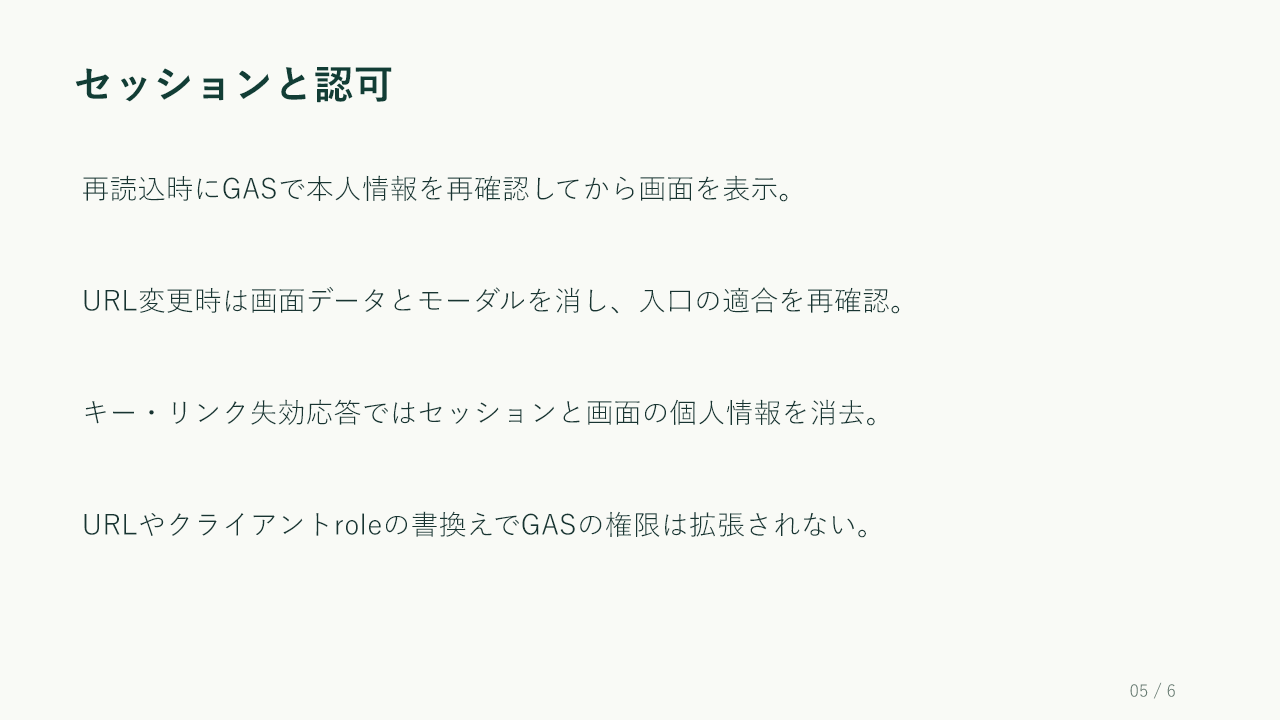 セッションと認可
再読込時にGASで本人情報を再確認してから画面を表示。
URL変更時は画面データとモーダルを消し、入口の適合を再確認。
キー・リンク失効応答ではセッションと画面の個人情報を消去。
URLやクライアントroleの書換えでGASの権限は拡張されない。
05 / 6